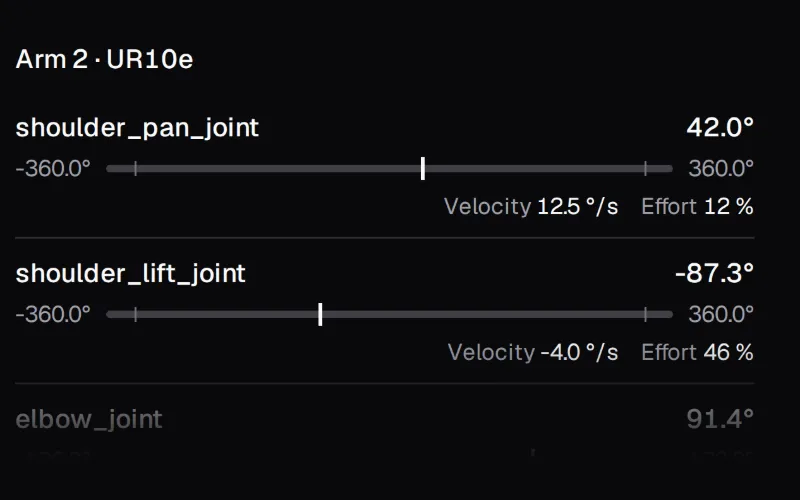 Arm 2 · UR10e
shoulder_pan_joint 42.0°
-360.0° 360.0°
Velocity 12.5 °/s Effort 12 %
shoulder_lift_joint -87.3°
-360.0° 360.0°
Velocity -4.0 °/s Effort 46 %
elbow_joint 91.4°